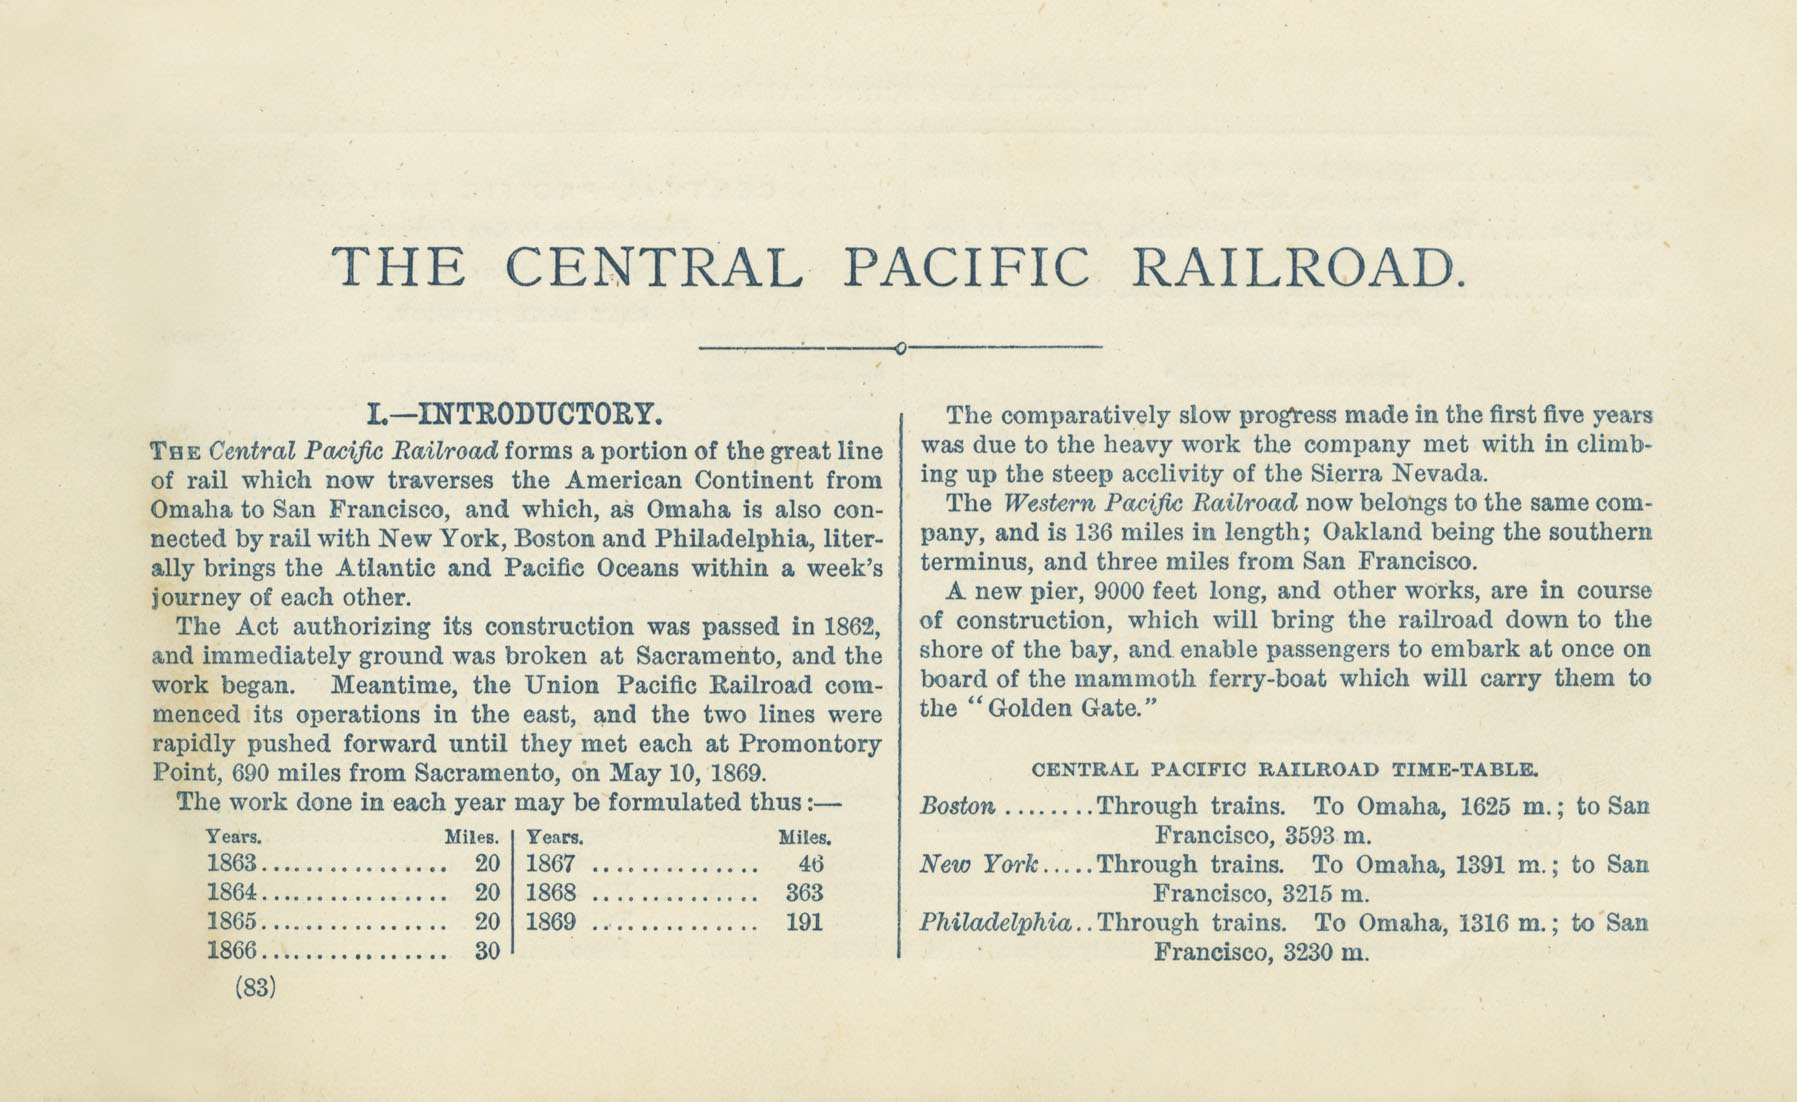 THE CENTRAL PACIFIC RAILROAD.
I.—INTRODUCTORY.
THE Central Pacific Railroad forms a portion of the great line
of rail which now traverses the American Continent from
Omaha to San Francisco, and which, as Omaha is also con-
nected by rail with New York, Boston and Philadelphia, liter-
ally brings the Atlantic and Pacific Oceans within a week's
journey of each other.
The Act authorizing its construction was passed in 1862,
and immediately ground was broken at Sacramento, and the
work began. Meantime, the Union Pacific Railroad com-
menced its operations in the east, and the two lines were
rapidly pushed forward until they met each at Promontory
Point, 690 miles from Sacramento, on May 10, 1869.
The work done in each year may be formulated thus:—
Years. Miles. | Years. Miles.
1863................. 20 | 1867 .............. 46
1864................. 20 | 1868 .............. 363
1865................. 20 | 1869 .............. 191
1866................. 30
(83)
The comparatively slow progress made in the first five years
was due to the heavy work the company met with in climb-
ing up the steep acclivity of the Sierra Nevada.
The Western Pacific Railroad now belongs to the same com-
pany, and is 136 miles in length; Oakland being the southern
terminus, and three miles from San Francisco.
A new pier, 9000 feet long, and other works, are in course
of construction, which will bring the railroad down to the
shore of the bay, and enable passengers to embark at once on
board of the mammoth ferry-boat which will carry them to
the "Golden Gate."
CENTRAL PACIFIC RAILROAD TIME-TABLE.
Boston ........Through trains. To Omaha, 1625 m.; to San
Francisco, 3593 m.
New York.....Through trains. To Omaha, 1391 m.; to San
Francisco, 3215 m.
Philadelphia..Through trains. To Omaha, 1316 m.; to San
Francisco, 3230 m.